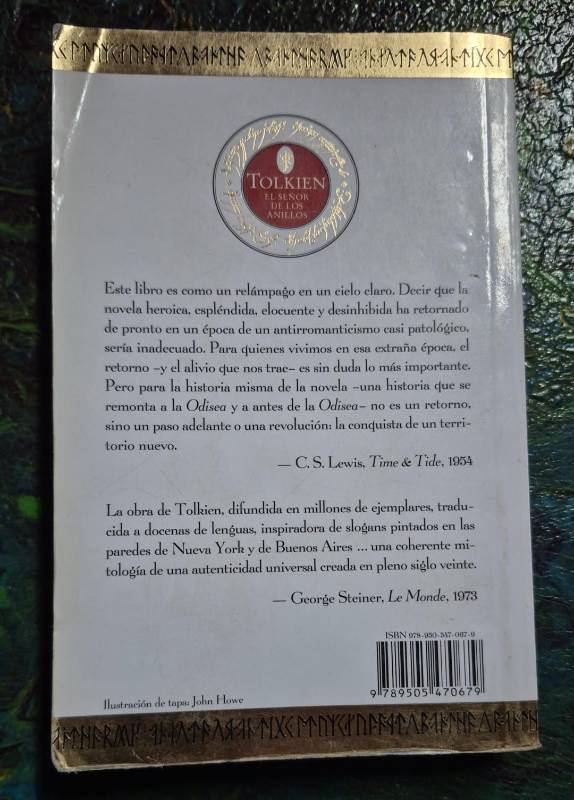 TOLKIEN
EL SEÑOR
DE LOS
ANILLOS
Este libro es como un relámpago en un cielo claro. Decir que la
novela heroica, espléndida, elocuente y desinhibida ha retornado
de pronto en un época de un antirromanticismo casi patológico,
sería inadecuado. Para quienes vivimos en esa extraña época, el
retorno –y el alivio que nos trae– es sin duda lo más importante.
Pero para la historia misma de la novela –una historia que se
remonta a la Odisea y a antes de la Odisea– no es un retorno,
sino un paso adelante o una revolución: la conquista de un terri-
torio nuevo.
— C. S. Lewis, Time & Tide, 1954
La obra de Tolkien, difundida en millones de ejemplares, tradu-
cida a docenas de lenguas, inspiradora de slogans pintados en las
paredes de Nueva York y de Buenos Aires ... una coherente mi-
tología de una autenticidad universal creada en pleno siglo veinte.
— George Steiner, Le Monde, 1973
ISBN 978-950-547-067-9
9 789505 470679
Ilustración de tapa: John Howe